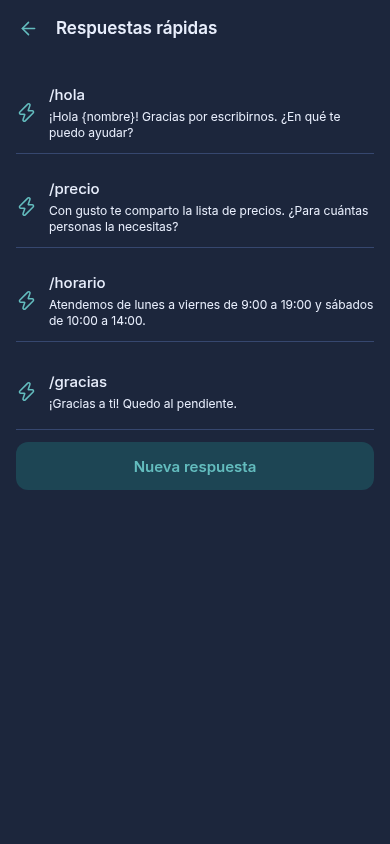 Respuestas rápidas
/hola
¡Hola {nombre}! Gracias por escribirnos. ¿En qué te
puedo ayudar?
/precio
Con gusto te comparto la lista de precios. ¿Para cuántas
personas la necesitas?
/horario
Atendemos de lunes a viernes de 9:00 a 19:00 y sábados
de 10:00 a 14:00.
/gracias
¡Gracias a ti! Quedo al pendiente.
Nueva respuesta